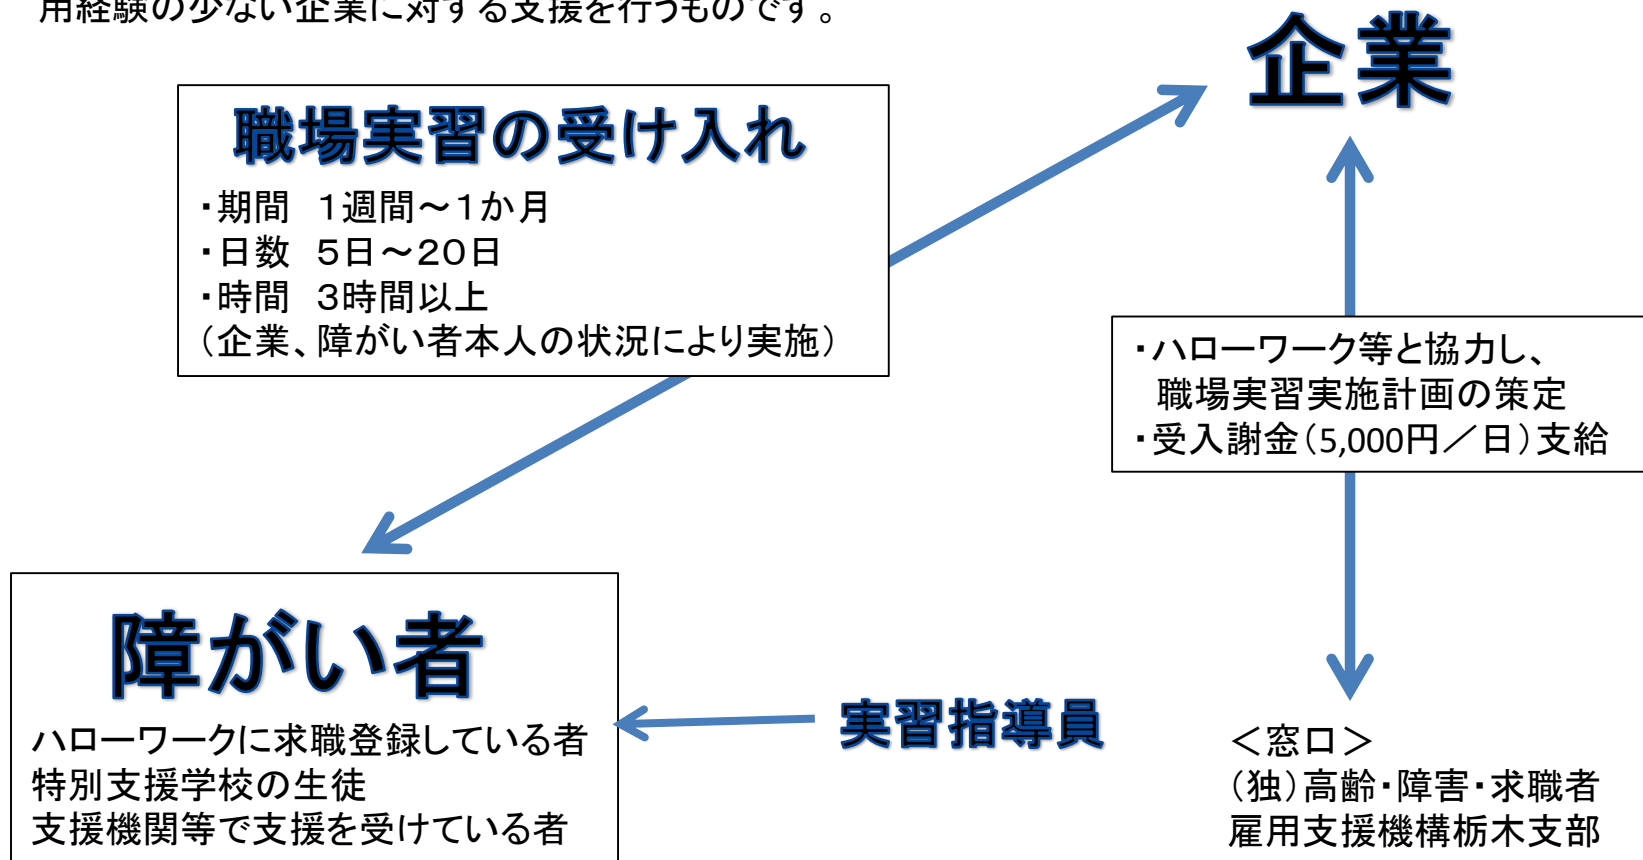 用経験の少ない企業に対する支援を行うものです。
企業
職場実習の受け入れ
・期間　1週間～1か月
・日数　5日～20日
・時間　3時間以上
（企業、障がい者本人の状況により実施）
・ハローワーク等と協力し、
職場実習実施計画の策定
・受入謝金（5,000円／日）支給
障がい者
ハローワークに求職登録している者
特別支援学校の生徒
支援機関等で支援を受けている者
実習指導員
＜窓口＞
（独）高齢・障害・求職者
雇用支援機構栃木支部